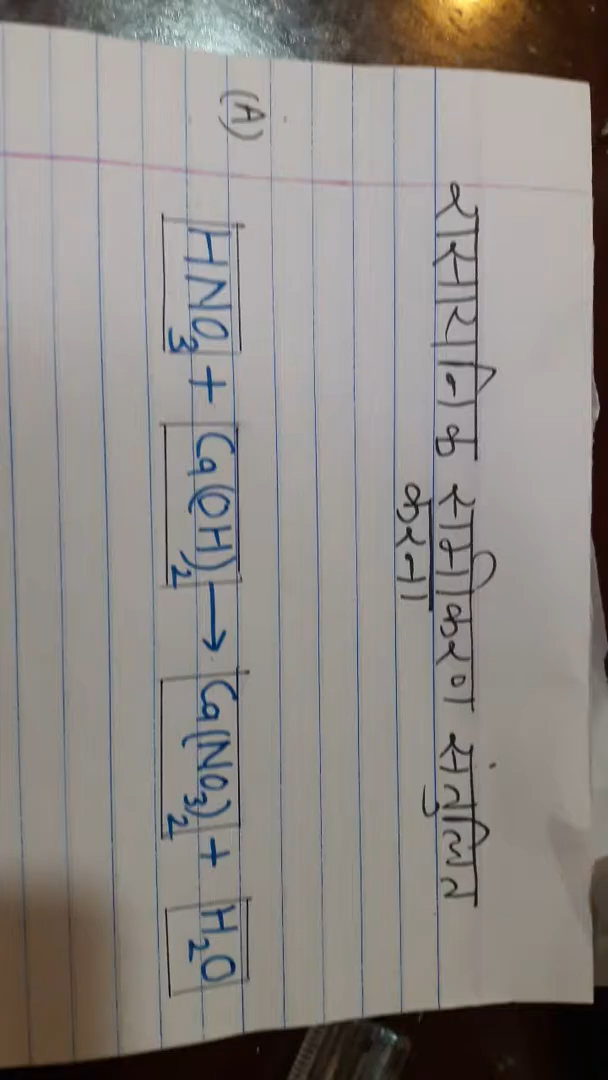 रासायनिक समीकरण संतुलित
करना
(A) HNO₃ + Ca(OH)₂ → Ca(NO₃)₂ + H₂O